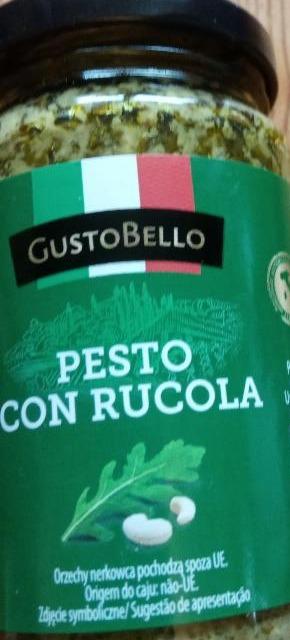 GUSTOBELLO
PESTO
CON RUCOLA
Orzechy nerkowca pochodzą spoza UE.
Origem do caju: não-UE.
Zdjęcie symboliczne/ Sugestão de apresentação